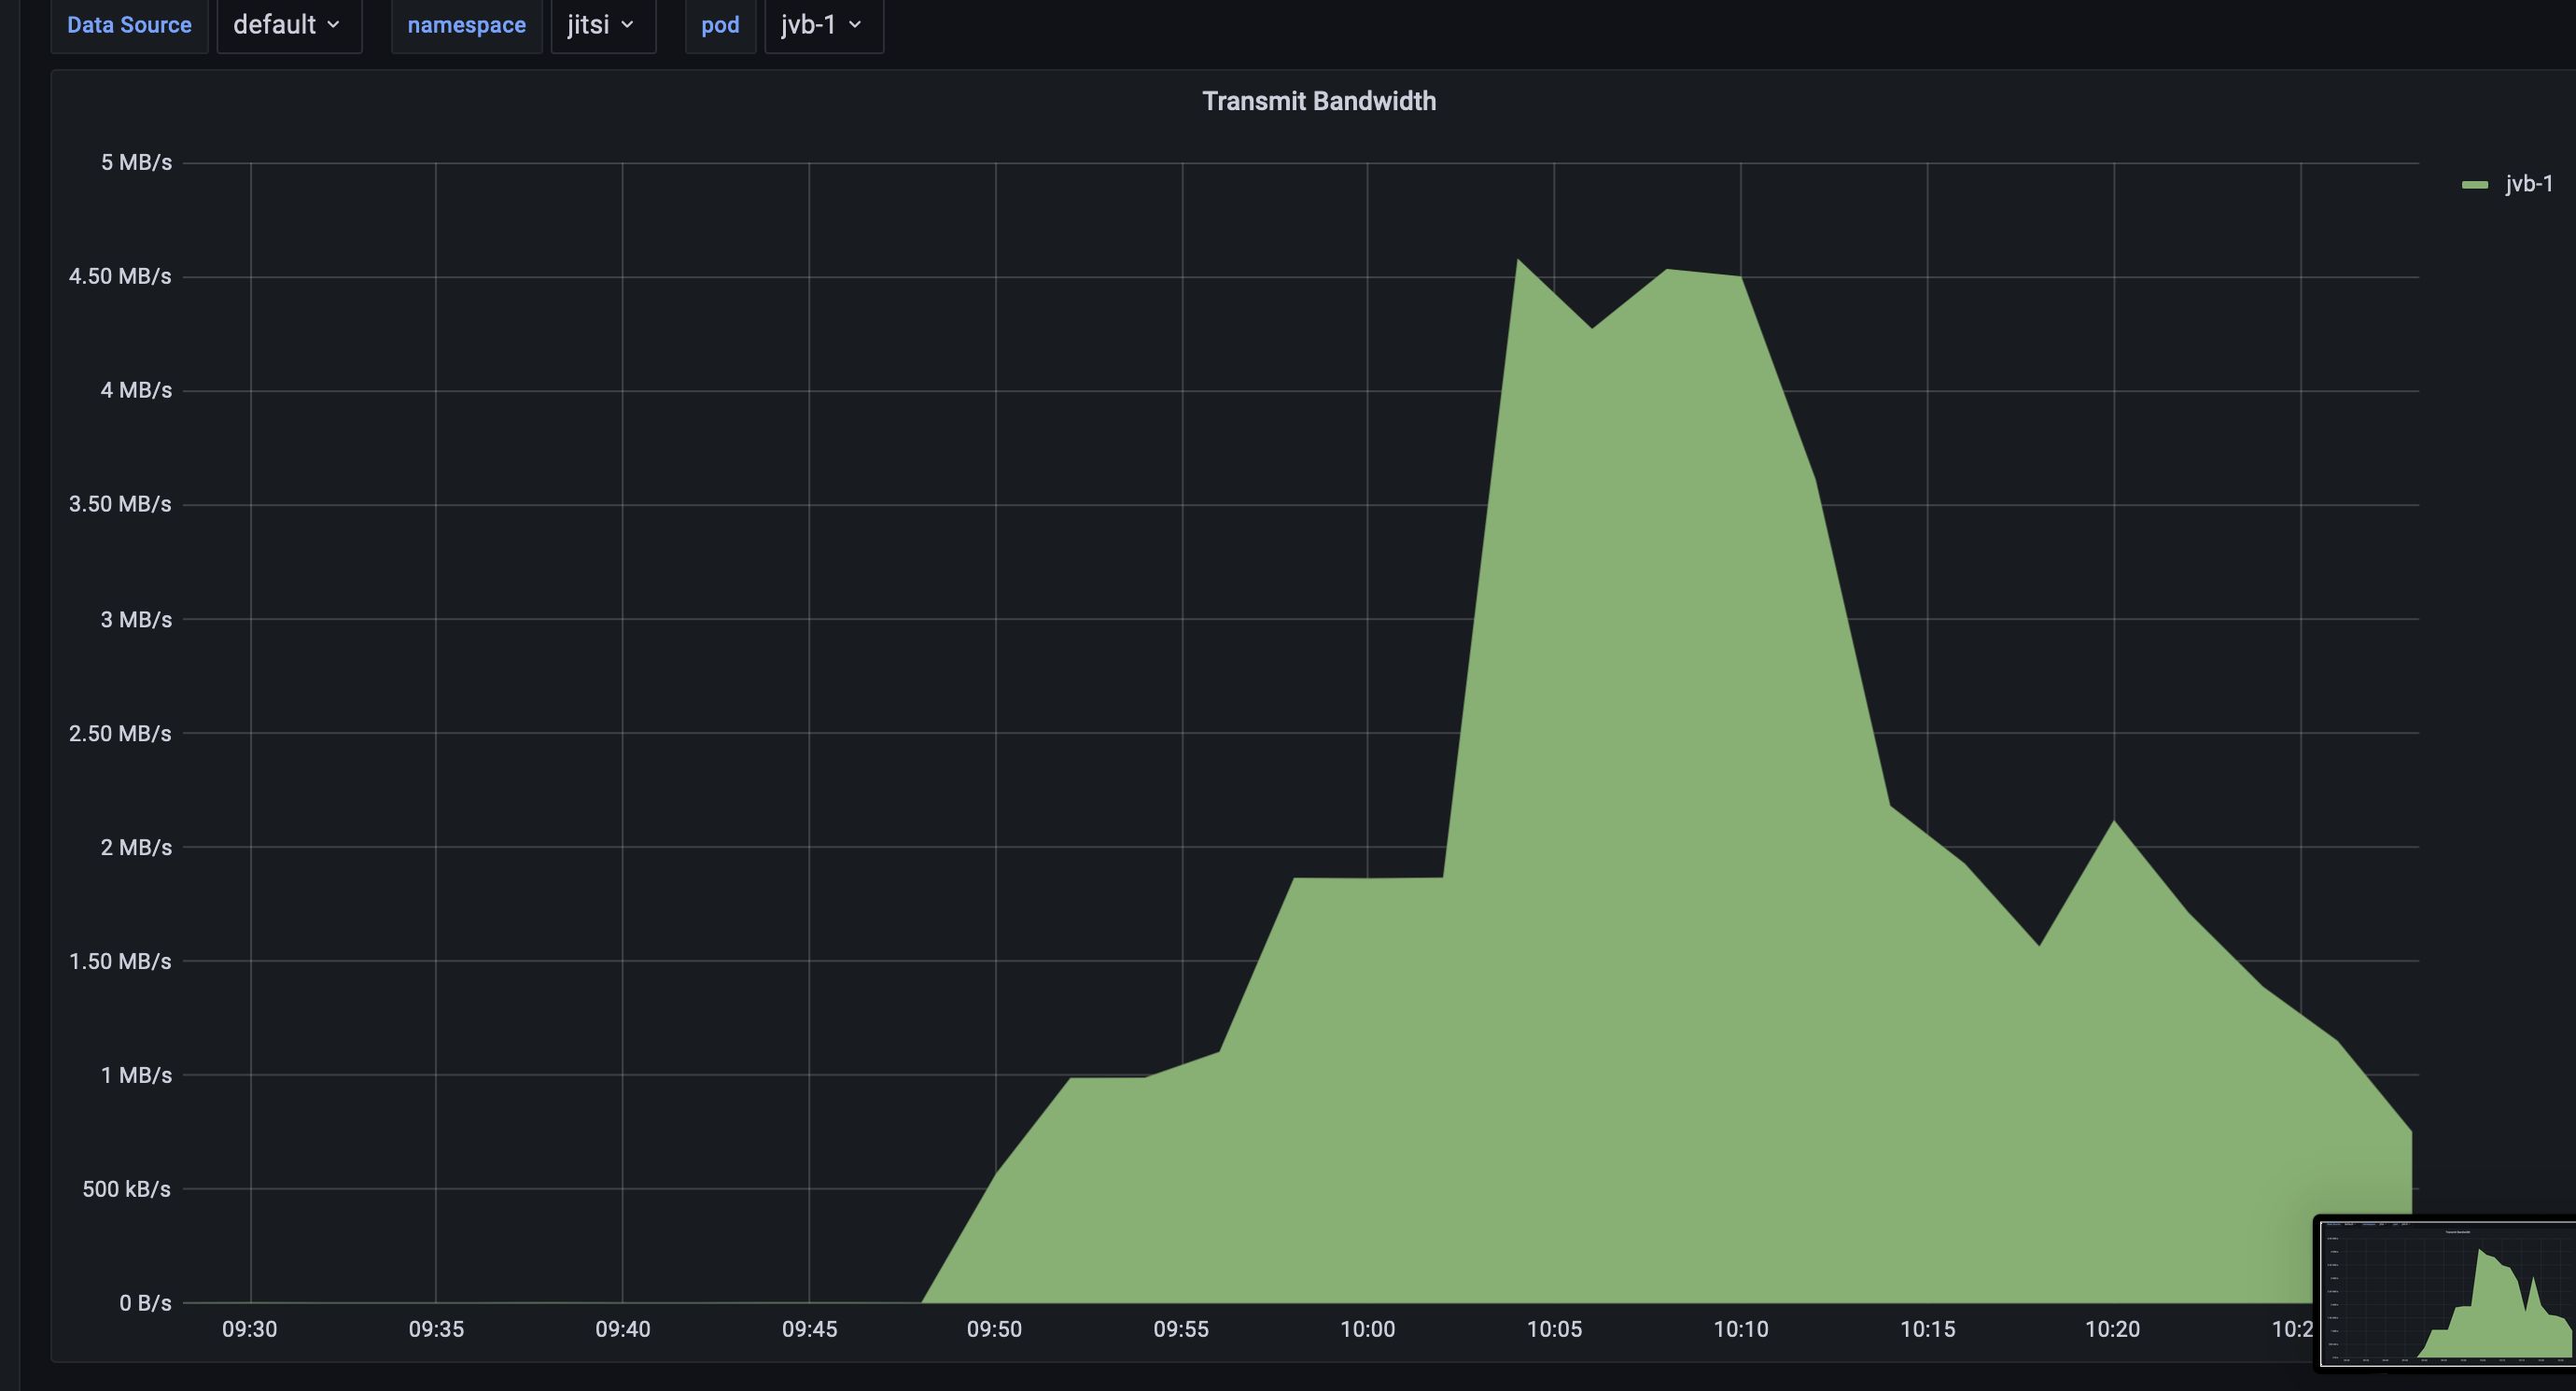 Data Source default namespace jitsi pod jvb-1
Transmit Bandwidth
5 MB/s
jvb-1
4.50 MB/s
4 MB/s
3.50 MB/s
3 MB/s
2.50 MB/s
2 MB/s
1.50 MB/s
1 MB/s
500 kB/s
0 B/s
09:30 09:35 09:40 09:45 09:50 09:55 10:00 10:05 10:10 10:15 10:20 10:2